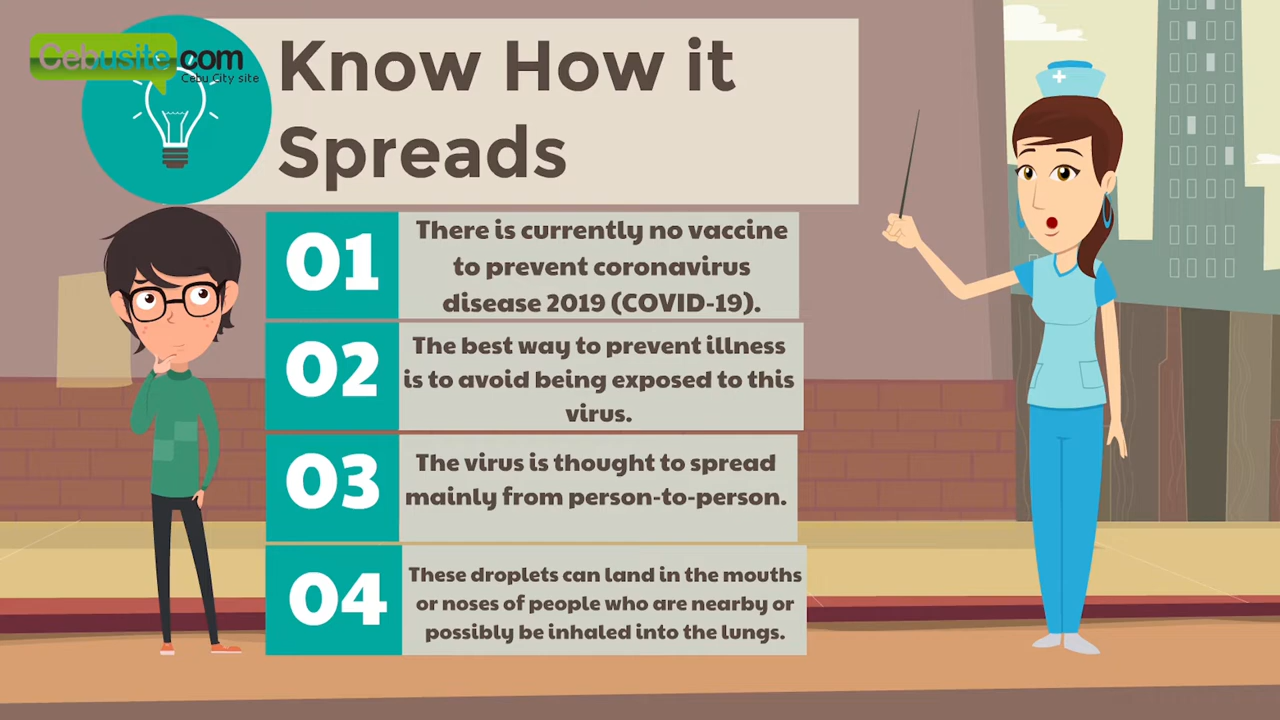 Cebusite.com
Cebu City site
Know How it
Spreads
01
There is currently no vaccine
to prevent coronavirus
disease 2019 (COVID-19).
02
The best way to prevent illness
is to avoid being exposed to this
virus.
03
The virus is thought to spread
mainly from person-to-person.
04
These droplets can land in the mouths
or noses of people who are nearby or
possibly be inhaled into the lungs.